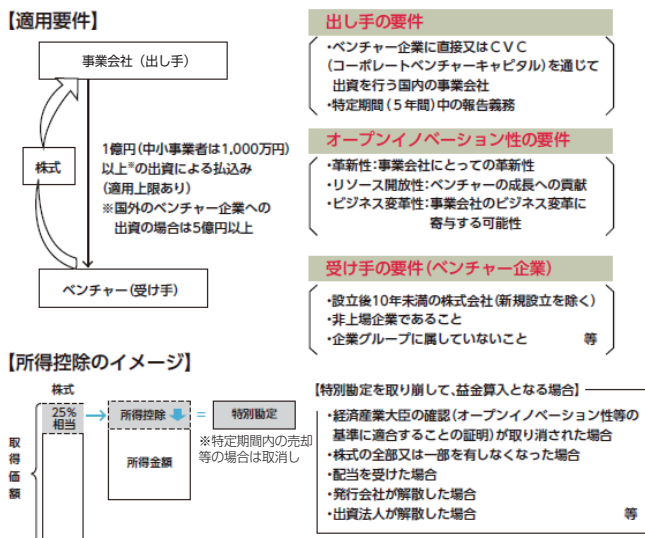 【適用要件】
事業会社（出し手）
株式
1億円（中小事業者は1,000万円）
以上※の出資による払込み
（適用上限あり）
※国外のベンチャー企業への
出資の場合は5億円以上
ベンチャー（受け手）
出し手の要件
・ベンチャー企業に直接又はＣＶＣ
（コーポレートベンチャーキャピタル）を通じて
出資を行う国内の事業会社
・特定期間（５年間）中の報告義務
オープンイノベーション性の要件
・革新性：事業会社にとっての革新性
・リソース開放性：ベンチャーの成長への貢献
・ビジネス変革性：事業会社のビジネス変革に
寄与する可能性
受け手の要件（ベンチャー企業）
・設立後10年未満の株式会社（新規設立を除く）
・非上場企業であること
・企業グループに属していないこと 等
【所得控除のイメージ】
株式
25%
相当
取得価額
所得控除
=
特別勘定
所得金額
※特定期間内の売却
等の場合は取消し
【特別勘定を取り崩して、益金算入となる場合】
・経済産業大臣の確認（オープンイノベーション性等の
基準に適合することの証明）が取り消された場合
・株式の全部又は一部を有しなくなった場合
・配当を受けた場合
・発行会社が解散した場合
・出資法人が解散した場合 等